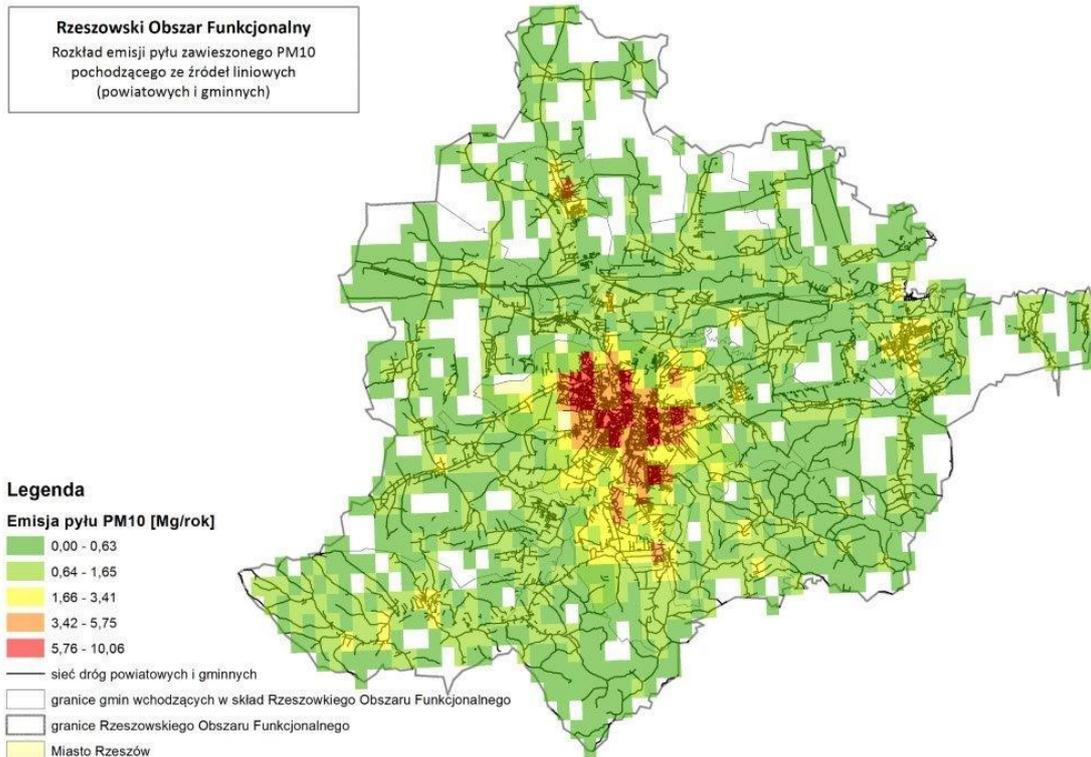 Rzeszowski Obszar Funkcjonalny
Rozkład emisji pyłu zawieszonego PM10
pochodzącego ze źródeł liniowych
(powiatowych i gminnych)
Legenda
Emisja pyłu PM10 [Mg/rok]
0,00 - 0,63
0,64 - 1,65
1,66 - 3,41
3,42 - 5,75
5,76 - 10,06
sieć dróg powiatowych i gminnych
granice gmin wchodzących w skład Rzeszowkiego Obszaru Funkcjonalnego
granice Rzeszowskiego Obszaru Funkcjonalnego
Miasto Rzeszów